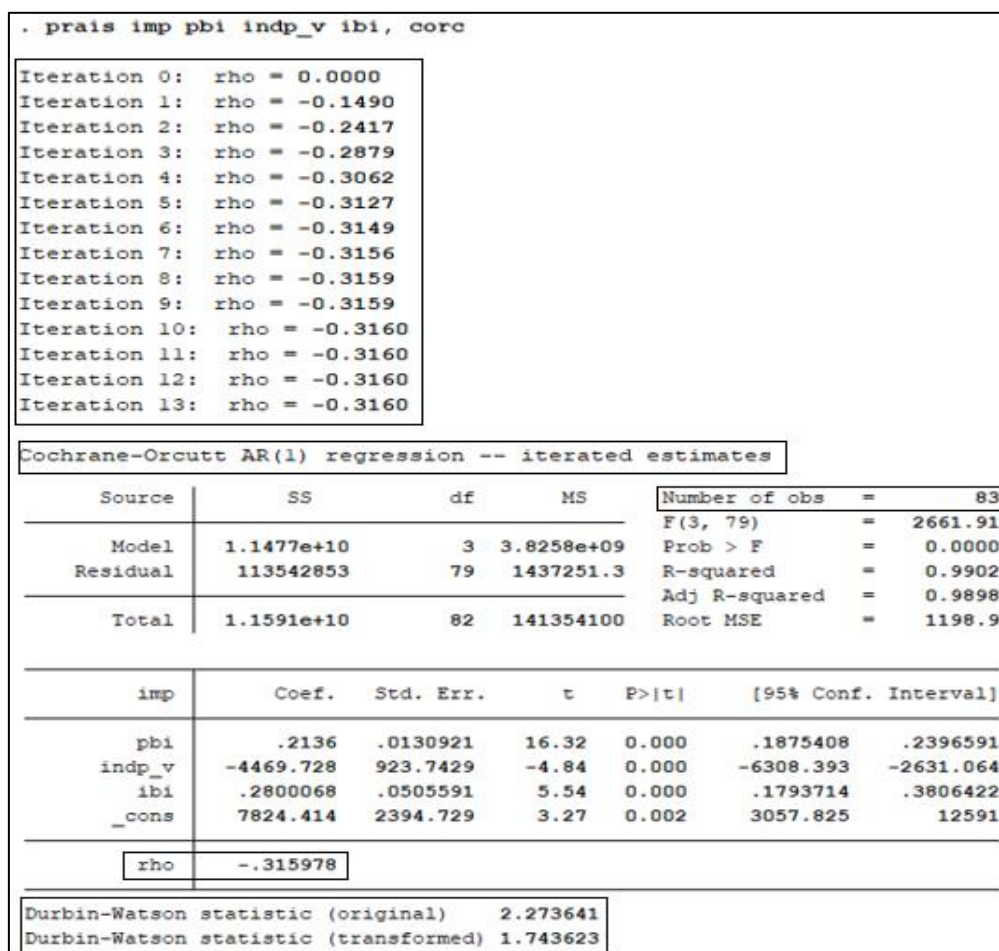 . prais imp pbi indp_v ibi, corc
Iteration 0:  rho = 0.0000
Iteration 1:  rho = -0.1490
Iteration 2:  rho = -0.2417
Iteration 3:  rho = -0.2879
Iteration 4:  rho = -0.3062
Iteration 5:  rho = -0.3127
Iteration 6:  rho = -0.3149
Iteration 7:  rho = -0.3156
Iteration 8:  rho = -0.3159
Iteration 9:  rho = -0.3159
Iteration 10:  rho = -0.3160
Iteration 11:  rho = -0.3160
Iteration 12:  rho = -0.3160
Iteration 13:  rho = -0.3160
Cochrane-Orcutt AR(1) regression -- iterated estimates
Source SS df MS Number of obs = 83
F(3, 79) = 2661.91
Model 1.1477e+10 3 3.8258e+09 Prob > F = 0.0000
Residual 113542853 79 1437251.3 R-squared = 0.9902
Adj R-squared = 0.9898
Total 1.1591e+10 82 141354100 Root MSE = 1198.9
imp Coef. Std. Err. t P>|t| [95% Conf. Interval]
pbi .2136 .0130921 16.32 0.000 .1875408 .2396591
indp_v -4469.728 923.7429 -4.84 0.000 -6308.393 -2631.064
ibi .2800068 .0505591 5.54 0.000 .1793714 .3806422
_cons 7824.414 2394.729 3.27 0.002 3057.825 12591
rho -.315978
Durbin-Watson statistic (original) 2.273641
Durbin-Watson statistic (transformed) 1.743623